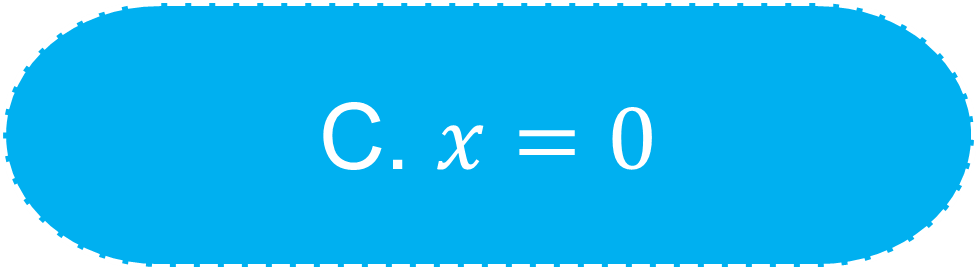 C. x = 0